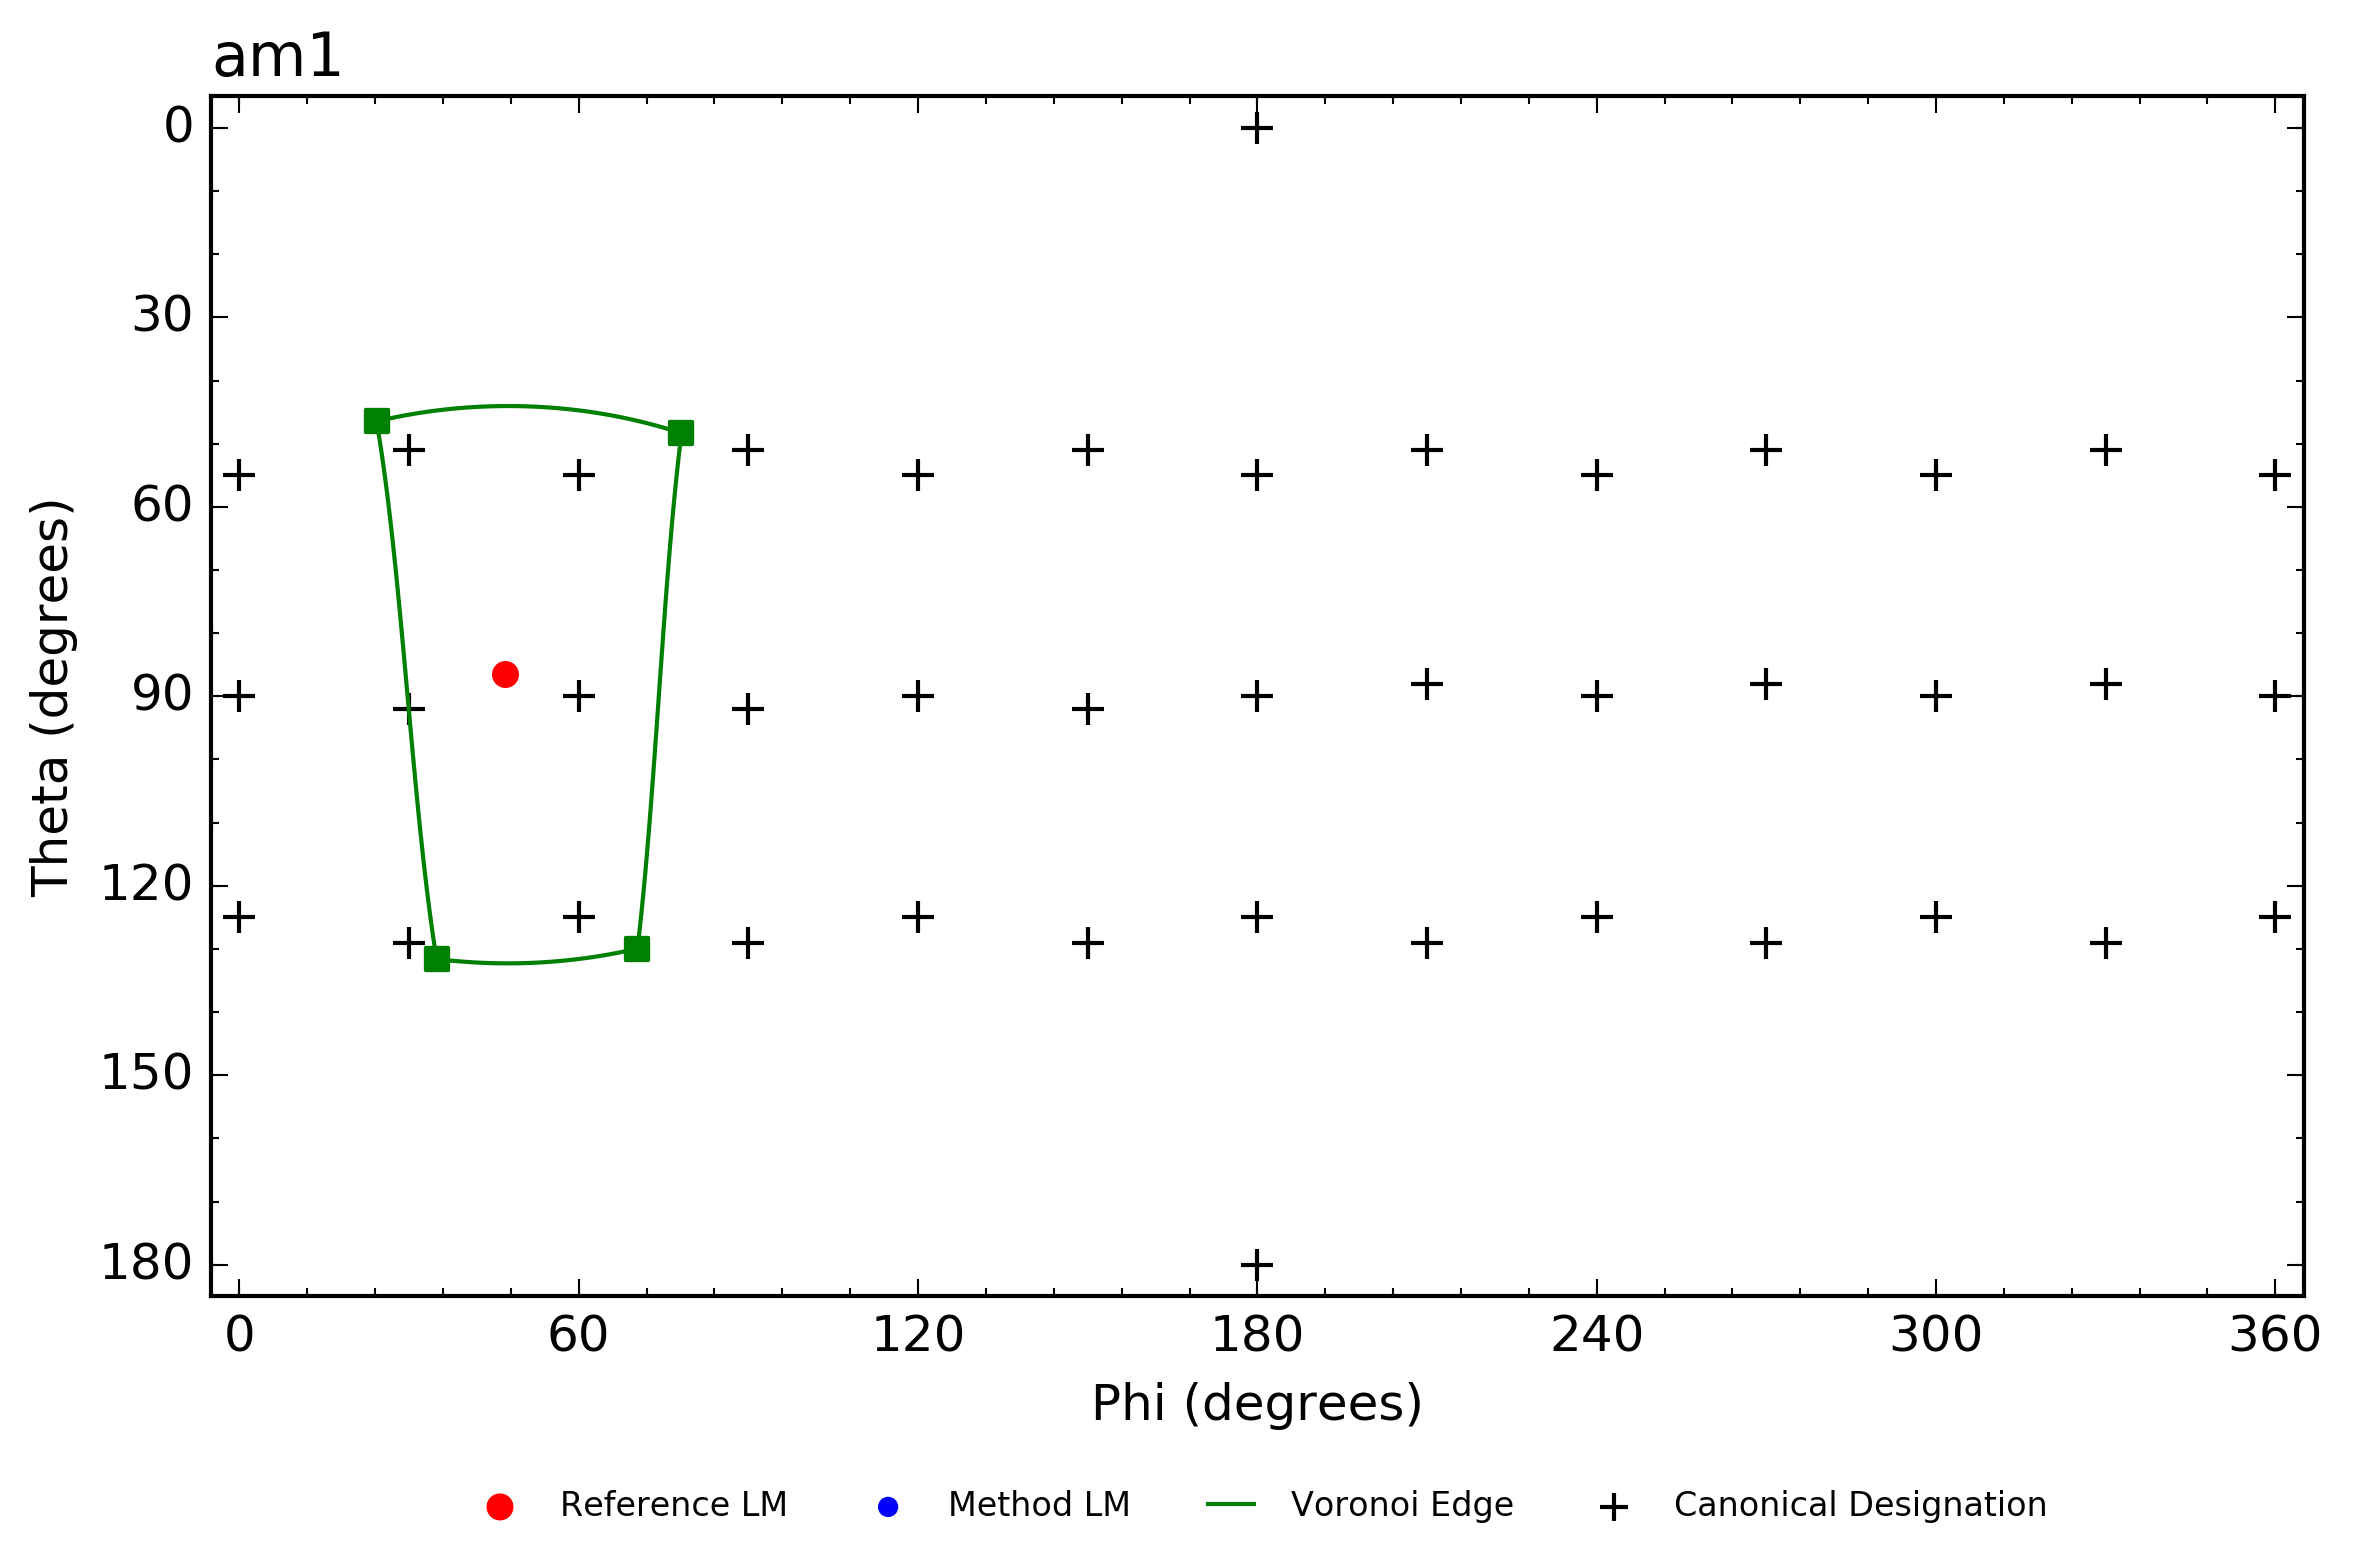 am1
0
30
60
90
120
150
180
Theta (degrees)
0 60 120 180 240 300 360
Phi (degrees)
Reference LM Method LM Voronoi Edge Canonical Designation